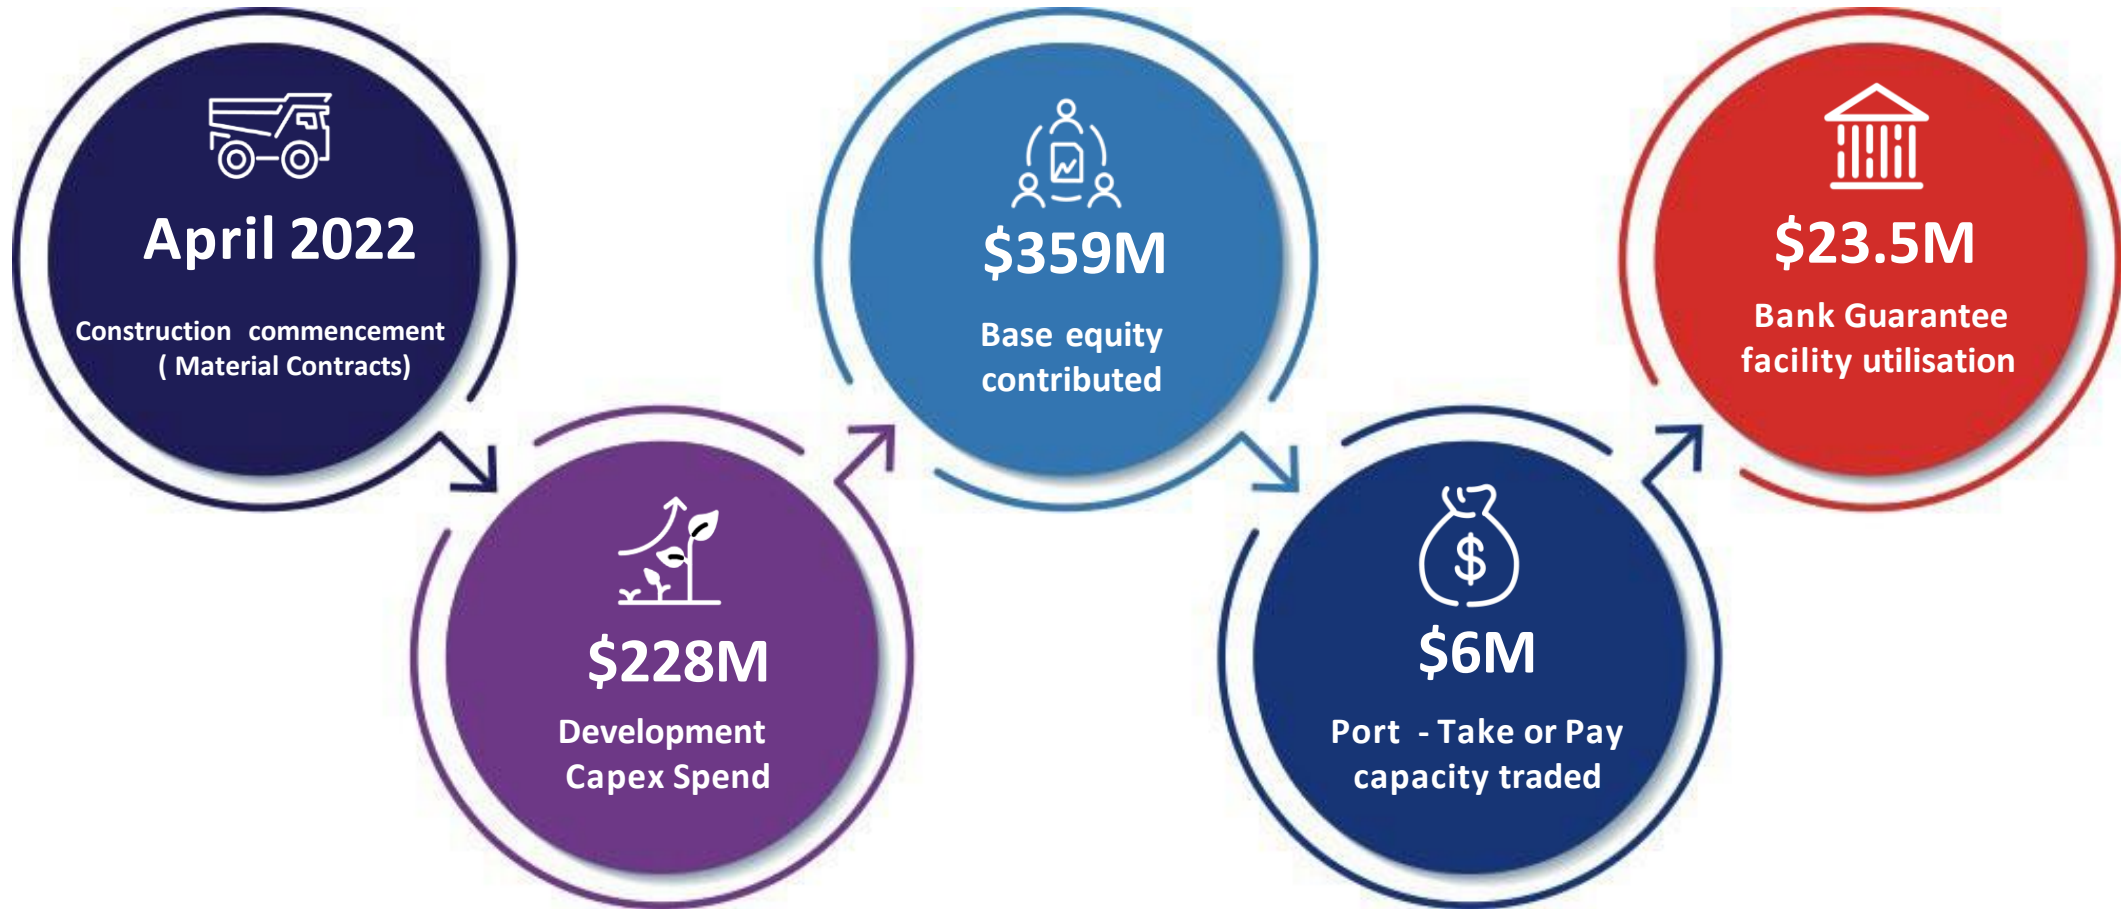 April 2022
Construction commencement
( Material Contracts)
$228M
Development
Capex Spend
$359M
Base equity
contributed
$6M
Port - Take or Pay
capacity traded
$23.5M
Bank Guarantee
facility utilisation